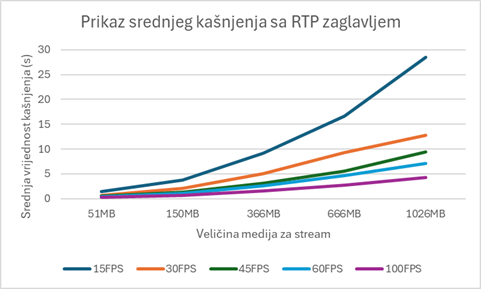 Prikaz srednjeg kašnjenja sa RTP zaglavljem
Srednja vrijednost kašnjenja (s)
30
25
20
15
10
5
0
51MB 150MB 366MB 666MB 1026MB
Veličina medija za stream
15FPS 30FPS 45FPS 60FPS 100FPS